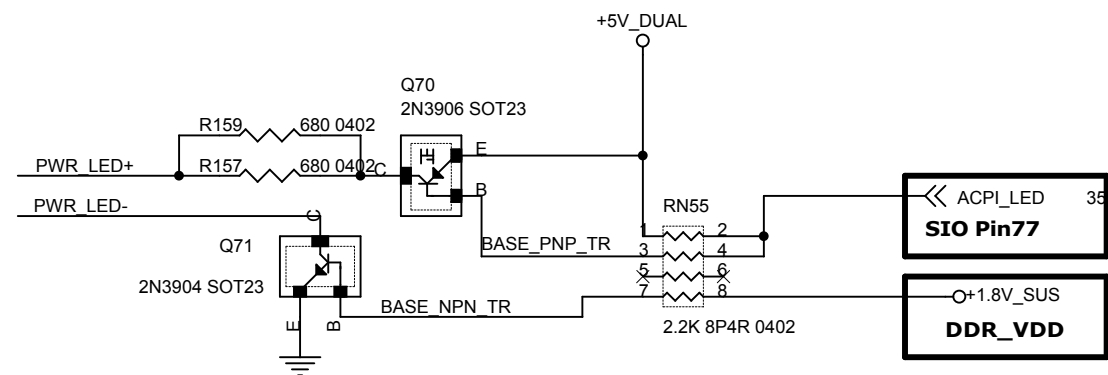 +5V_DUAL
Q70
2N3906 SOT23
R159 680 0402
R157 680 0402
PWR_LED+
C
E
B
PWR_LED-
C
Q71
2N3904 SOT23
E
B
BASE_PNP_TR
BASE_NPN_TR
RN55
1 2
3 4
5 6
7 8
2.2K 8P4R 0402
ACPI_LED 35
SIO Pin77
+1.8V_SUS
DDR_VDD